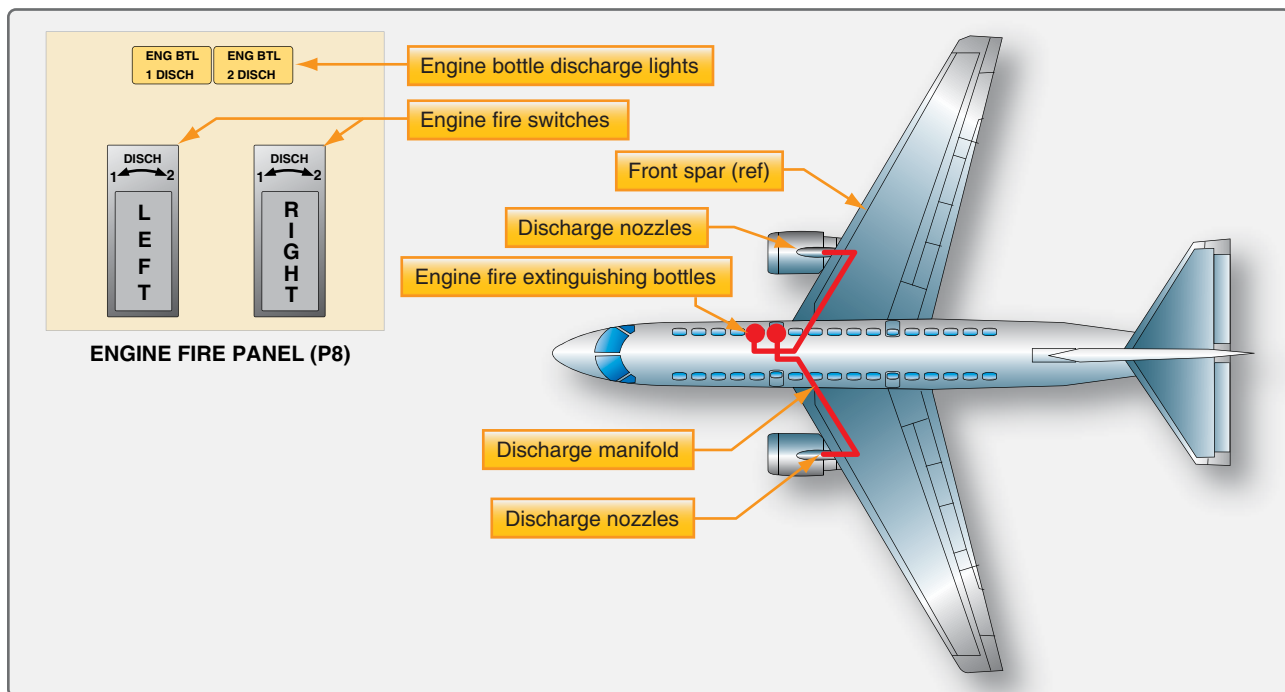 ENG BTL
1 DISCH
ENG BTL
2 DISCH
Engine bottle discharge lights
Engine fire switches
DISCH
1 2
L
E
F
T
DISCH
1 2
R
I
G
H
T
ENGINE FIRE PANEL (P8)
Front spar (ref)
Discharge nozzles
Engine fire extinguishing bottles
Discharge manifold
Discharge nozzles